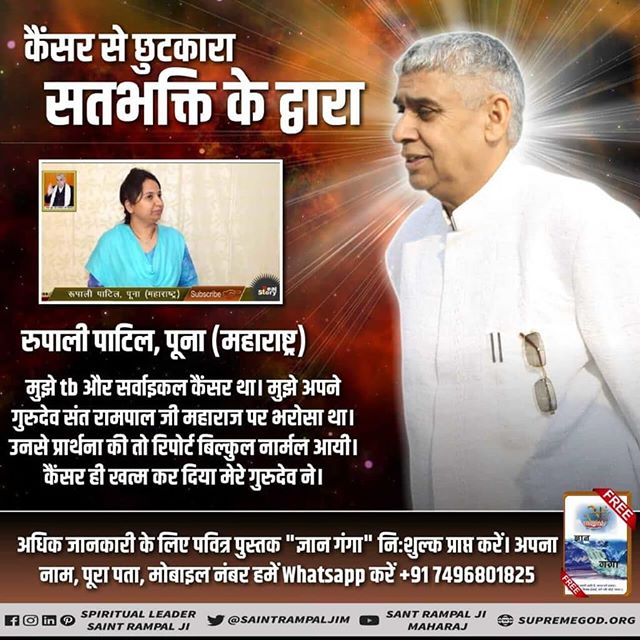 कैंसर से छुटकारा
सतभक्ति के द्वारा
रूपाली पाटिल, पूना (महाराष्ट्र)
Subscribe
Story
रुपाली पाटिल, पूना (महाराष्ट्र)
मुझे tb और सर्वाइकल कैंसर था। मुझे अपने
गुरुदेव संत रामपाल जी महाराज पर भरोसा था।
उनसे प्रार्थना की तो रिपोर्ट बिल्कुल नार्मल आयी।
कैंसर ही खत्म कर दिया मेरे गुरुदेव ने।
अधिक जानकारी के लिए पवित्र पुस्तक "ज्ञान गंगा" नि:शुल्क प्राप्त करें। अपना
नाम, पूरा पता, मोबाइल नंबर हमें Whatsapp करें +91 7496801825
FREE
ज्ञान
गंगा
FREE
SPIRITUAL LEADER
SAINT RAMPAL JI
@SAINTRAMPALJIM
SANT RAMPAL JI
MAHARAJ
SUPREMEGOD.ORG